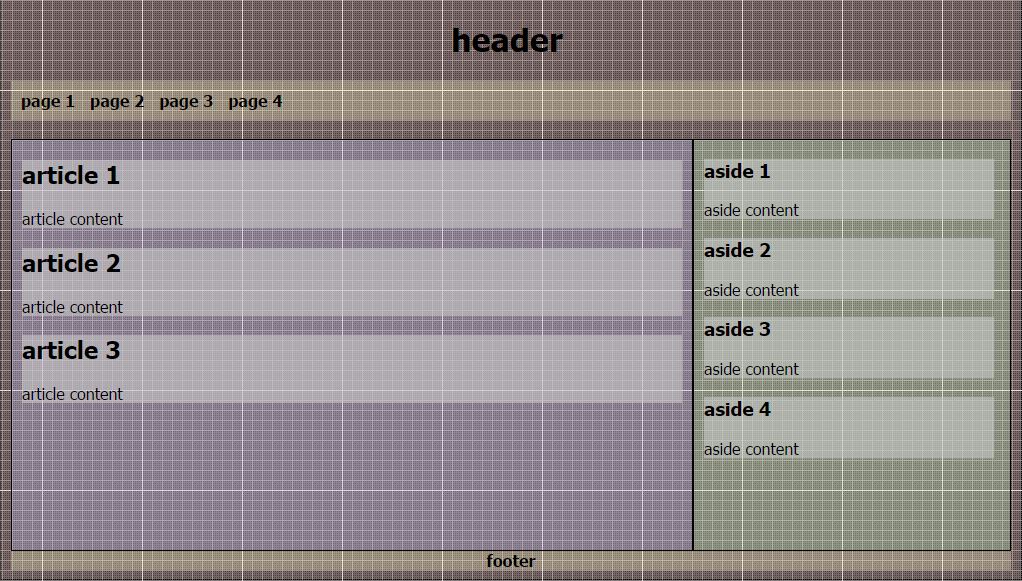 header
page 1 page 2 page 3 page 4
article 1
article content
article 2
article content
article 3
article content
aside 1
aside content
aside 2
aside content
aside 3
aside content
aside 4
aside content
footer